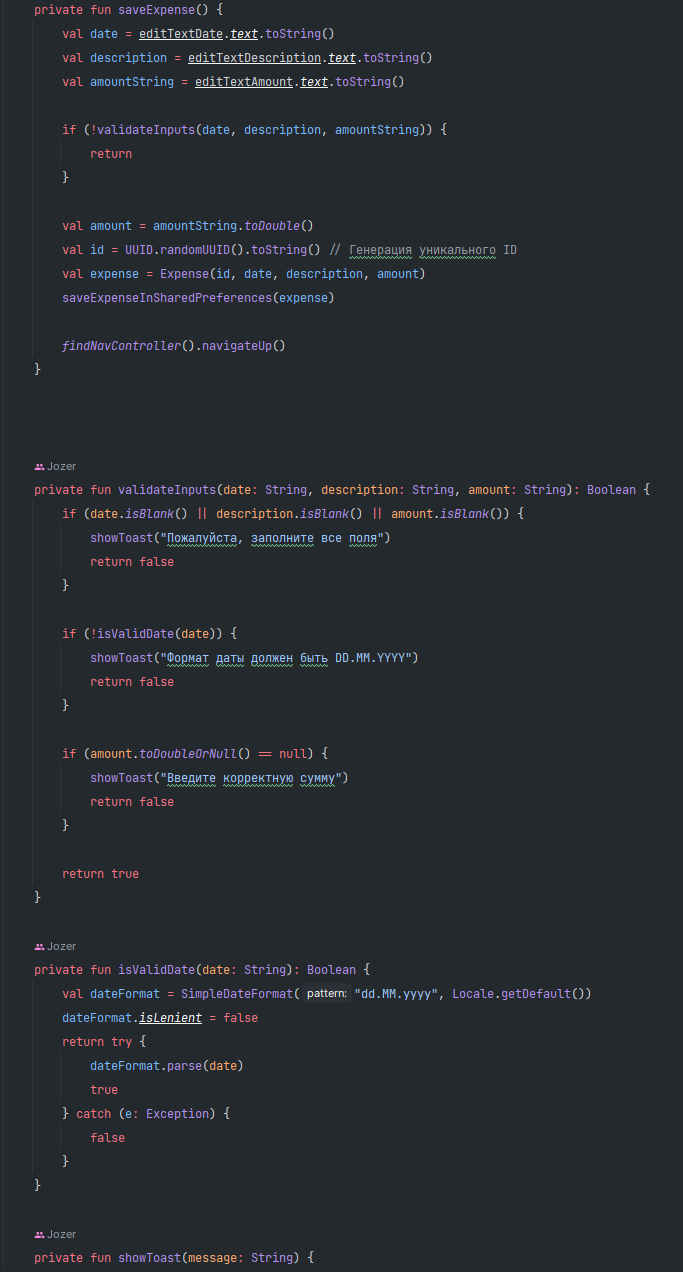 private fun saveExpense() {
val date = editTextDate.text.toString()
val description = editTextDescription.text.toString()
val amountString = editTextAmount.text.toString()
if (!validateInputs(date, description, amountString)) {
return
}
val amount = amountString.toDouble()
val id = UUID.randomUUID().toString() // Генерация уникального ID
val expense = Expense(id, date, description, amount)
saveExpenseInSharedPreferences(expense)
findNavController().navigateUp()
}
Jozer
private fun validateInputs(date: String, description: String, amount: String): Boolean {
if (date.isBlank() || description.isBlank() || amount.isBlank()) {
showToast("Пожалуйста, заполните все поля")
return false
}
if (!isValidDate(date)) {
showToast("Формат даты должен быть DD.MM.YYYY")
return false
}
if (amount.toDoubleOrNull() == null) {
showToast("Введите корректную сумму")
return false
}
return true
}
Jozer
private fun isValidDate(date: String): Boolean {
val dateFormat = SimpleDateFormat( pattern: "dd.MM.yyyy", Locale.getDefault())
dateFormat.isLenient = false
return try {
dateFormat.parse(date)
true
} catch (e: Exception) {
false
}
}
Jozer
private fun showToast(message: String) {